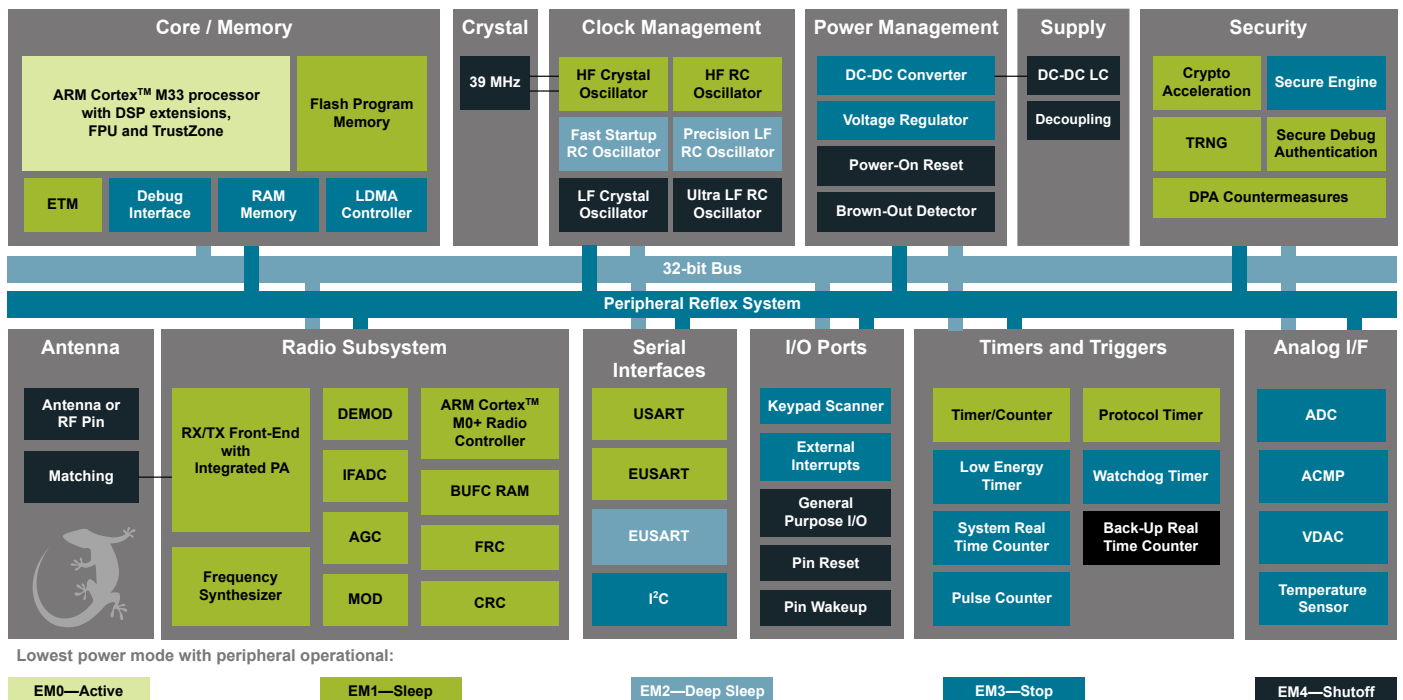 Core / Memory
ARM Cortex™ M33 processor
with DSP extensions,
FPU and TrustZone
Flash Program
Memory
ETM
Debug
Interface
RAM
Memory
LDMA
Controller
Crystal
39 MHz
Clock Management
HF Crystal
Oscillator
HF RC
Oscillator
Fast Startup
RC Oscillator
Precision LF
RC Oscillator
LF Crystal
Oscillator
Ultra LF RC
Oscillator
Power Management
DC-DC Converter
Voltage Regulator
Power-On Reset
Brown-Out Detector
Supply
DC-DC LC
Decoupling
Security
Crypto
Acceleration
Secure Engine
TRNG
Secure Debug
Authentication
DPA Countermeasures
32-bit Bus
Peripheral Reflex System
Antenna
Antenna or
RF Pin
Matching
Radio Subsystem
RX/TX Front-End
with
Integrated PA
Frequency
Synthesizer
DEMOD
IFADC
AGC
MOD
ARM Cortex™
M0+ Radio
Controller
BUFC RAM
FRC
CRC
Serial
Interfaces
USART
EUSART
EUSART
I²C
I/O Ports
Keypad Scanner
External
Interrupts
General
Purpose I/O
Pin Reset
Pin Wakeup
Timers and Triggers
Timer/Counter
Protocol Timer
Low Energy
Timer
Watchdog Timer
System Real
Time Counter
Back-Up Real
Time Counter
Pulse Counter
Analog I/F
ADC
ACMP
VDAC
Temperature
Sensor
Lowest power mode with peripheral operational:
EM0—Active
EM1—Sleep
EM2—Deep Sleep
EM3—Stop
EM4—Shutoff